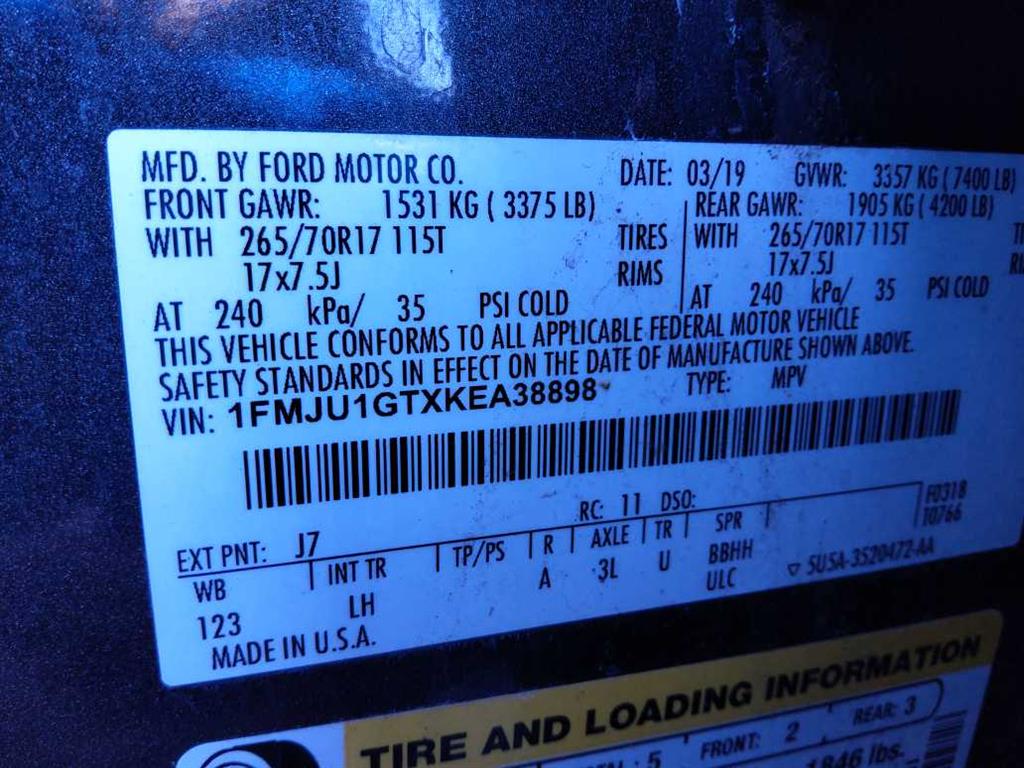 MFD. BY FORD MOTOR CO. DATE: 03/19 GVWR: 3357 KG ( 7400 LB)
FRONT GAWR: 1531 KG ( 3375 LB) REAR GAWR: 1905 KG ( 4200 LB)
WITH 265/70R17 115T TIRES WITH 265/70R17 115T
17x7.5J RIMS 17x7.5J
AT 240 kPa/ 35 PSI COLD AT 240 kPa/ 35 PSI COLD
THIS VEHICLE CONFORMS TO ALL APPLICABLE FEDERAL MOTOR VEHICLE
SAFETY STANDARDS IN EFFECT ON THE DATE OF MANUFACTURE SHOWN ABOVE.
VIN: 1FMJU1GTXKEA38898 TYPE: MPV
F0318
EXT PNT: J7 RC: 11 DSO: T0766
WB INT TR TP/PS R AXLE TR SPR
123 LH A 3L U BBHH
ULC ▽ 5U5A-3520472-AA
MADE IN U.S.A.
TIRE AND LOADING INFORMATION
5 FRONT: 2 REAR: 3
1846 lbs.